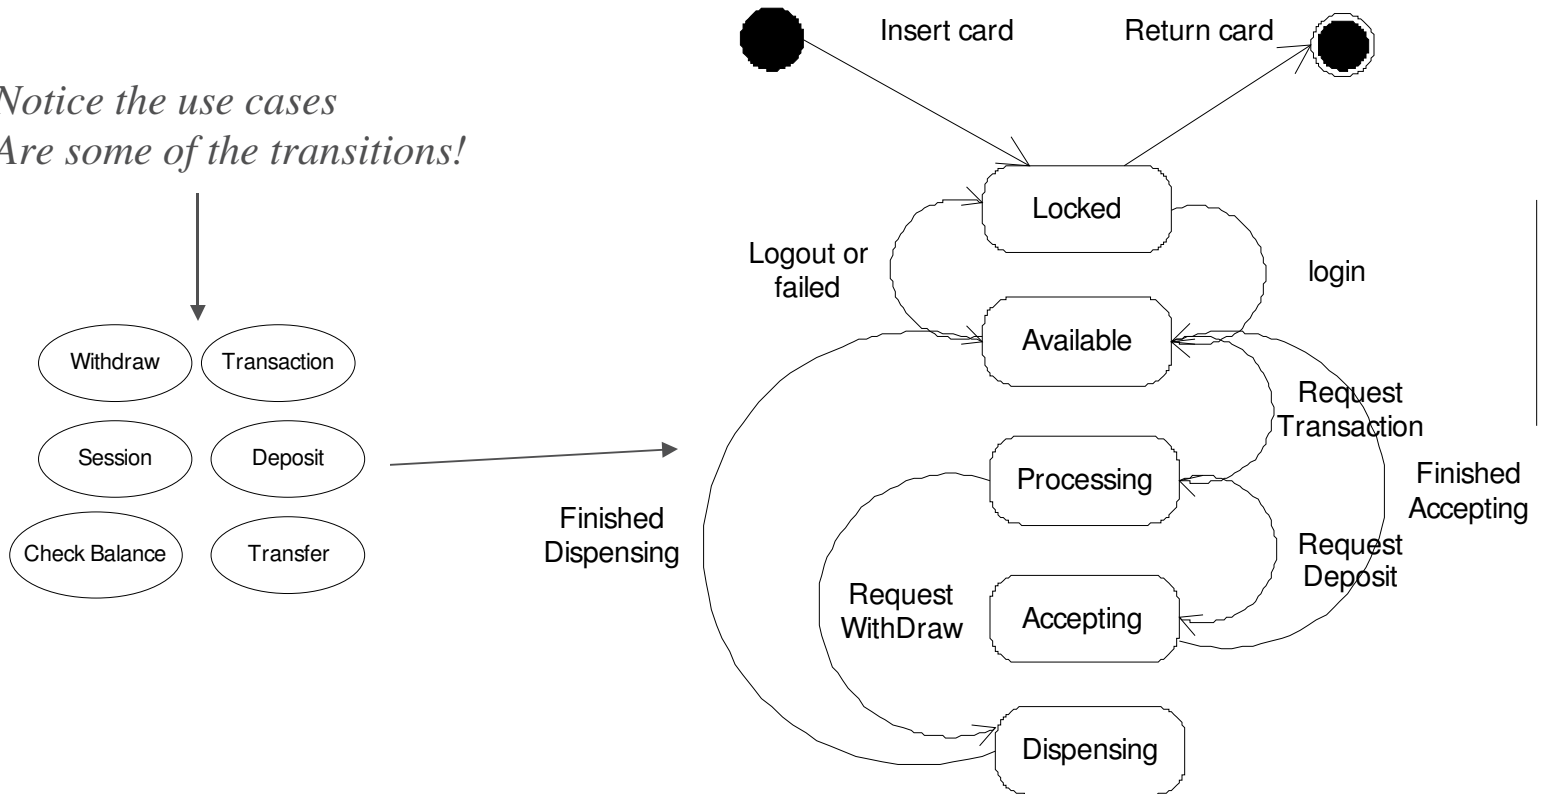 Insert card
Return card
Notice the use cases
Are some of the transitions!
Locked
Logout or
failed
login
Available
Withdraw
Transaction
Request
Transaction
Session
Deposit
Processing
Finished
Accepting
Finished
Dispensing
Check Balance
Transfer
Request
Deposit
Request
WithDraw
Accepting
Dispensing